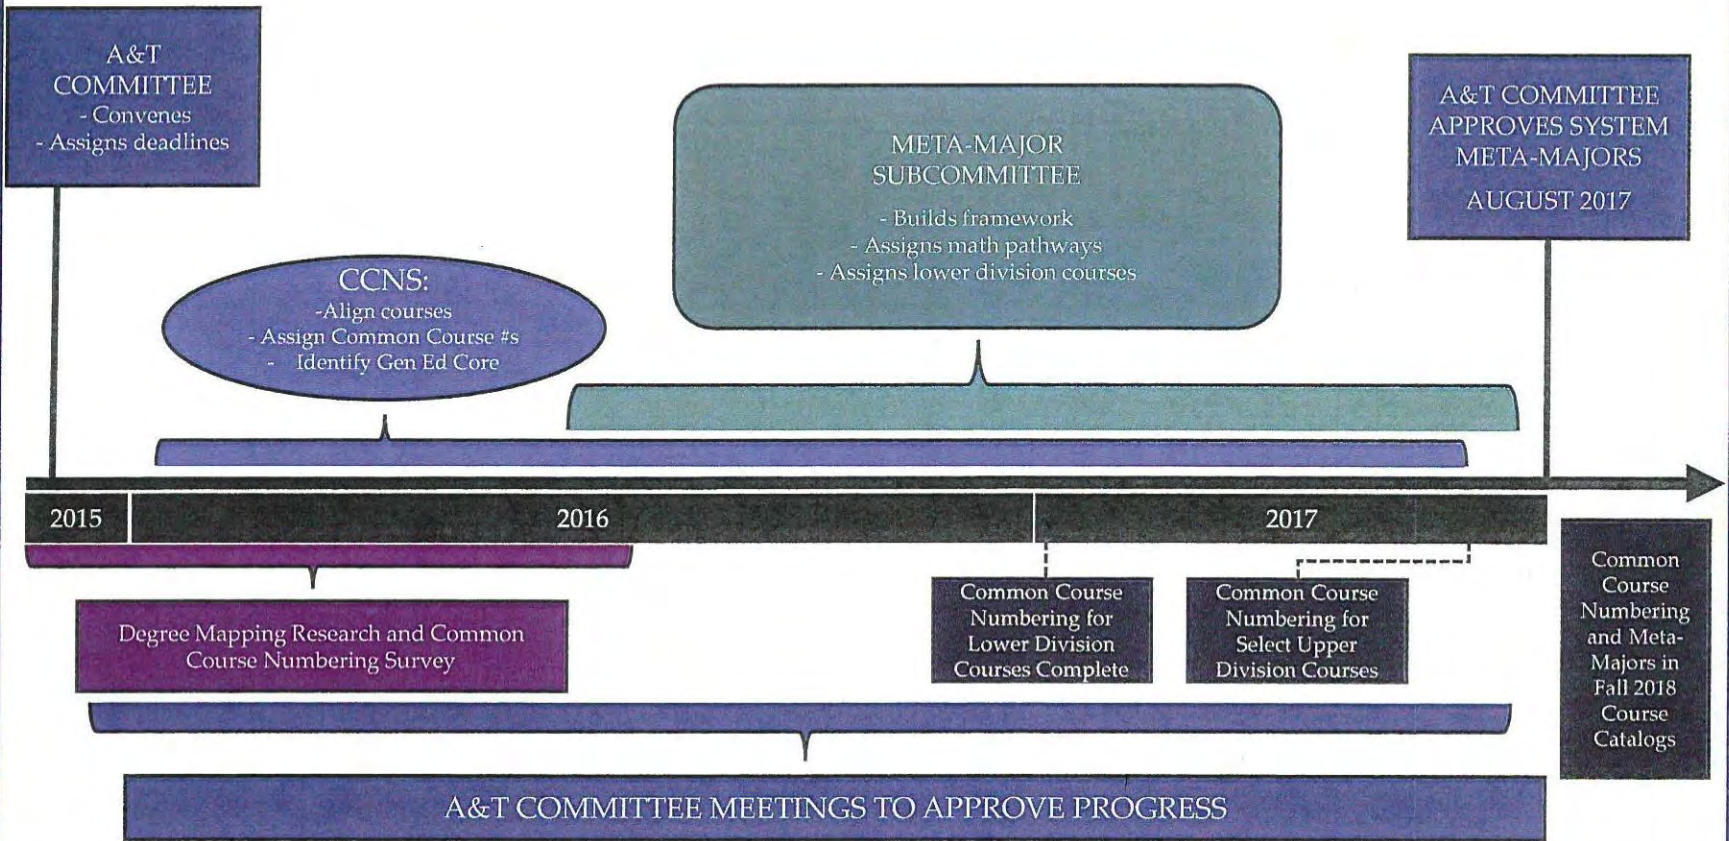 A&T
COMMITTEE
- Convenes
- Assigns deadlines
META-MAJOR
SUBCOMMITTEE
- Builds framework
- Assigns math pathways
- Assigns lower division courses
A&T COMMITTEE
APPROVES SYSTEM
META-MAJORS
AUGUST 2017
CCNS:
-Align courses
- Assign Common Course #s
- Identify Gen Ed Core
2015
2016
2017
Degree Mapping Research and Common
Course Numbering Survey
Common Course
Numbering for
Lower Division
Courses Complete
Common Course
Numbering for
Select Upper
Division Courses
Common
Course
Numbering
and Meta-
Majors in
Fall 2018
Course
Catalogs
A&T COMMITTEE MEETINGS TO APPROVE PROGRESS